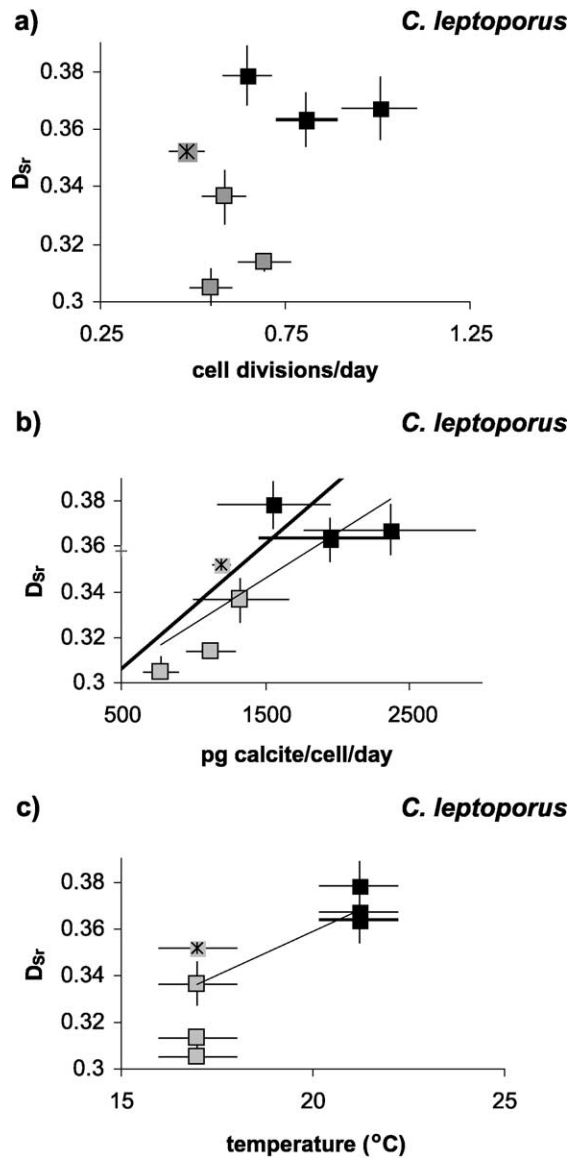 a) C. leptoporus
0.38
0.36
0.34
0.32
0.3
DSr
0.25 0.75 1.25
cell divisions/day
b) C. leptoporus
0.38
0.36
0.34
0.32
0.3
DSr
500 1500 2500
pg calcite/cell/day
c) C. leptoporus
0.38
0.36
0.34
0.32
0.3
DSr
15 20 25
temperature (°C)